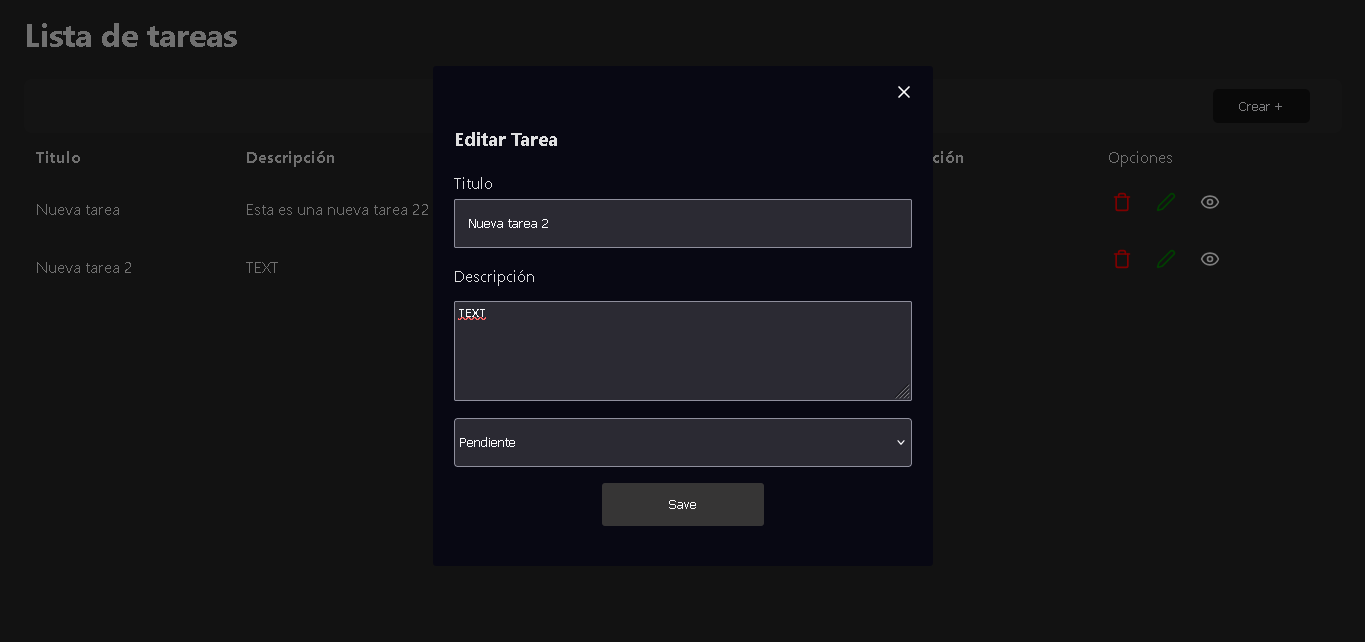 Lista de tareas
Crear +
Titulo Descripción ción Opciones
Nueva tarea Esta es una nueva tarea 22
Nueva tarea 2 TEXT
Editar Tarea
Titulo
Nueva tarea 2
Descripción
TEXT
Pendiente
Save